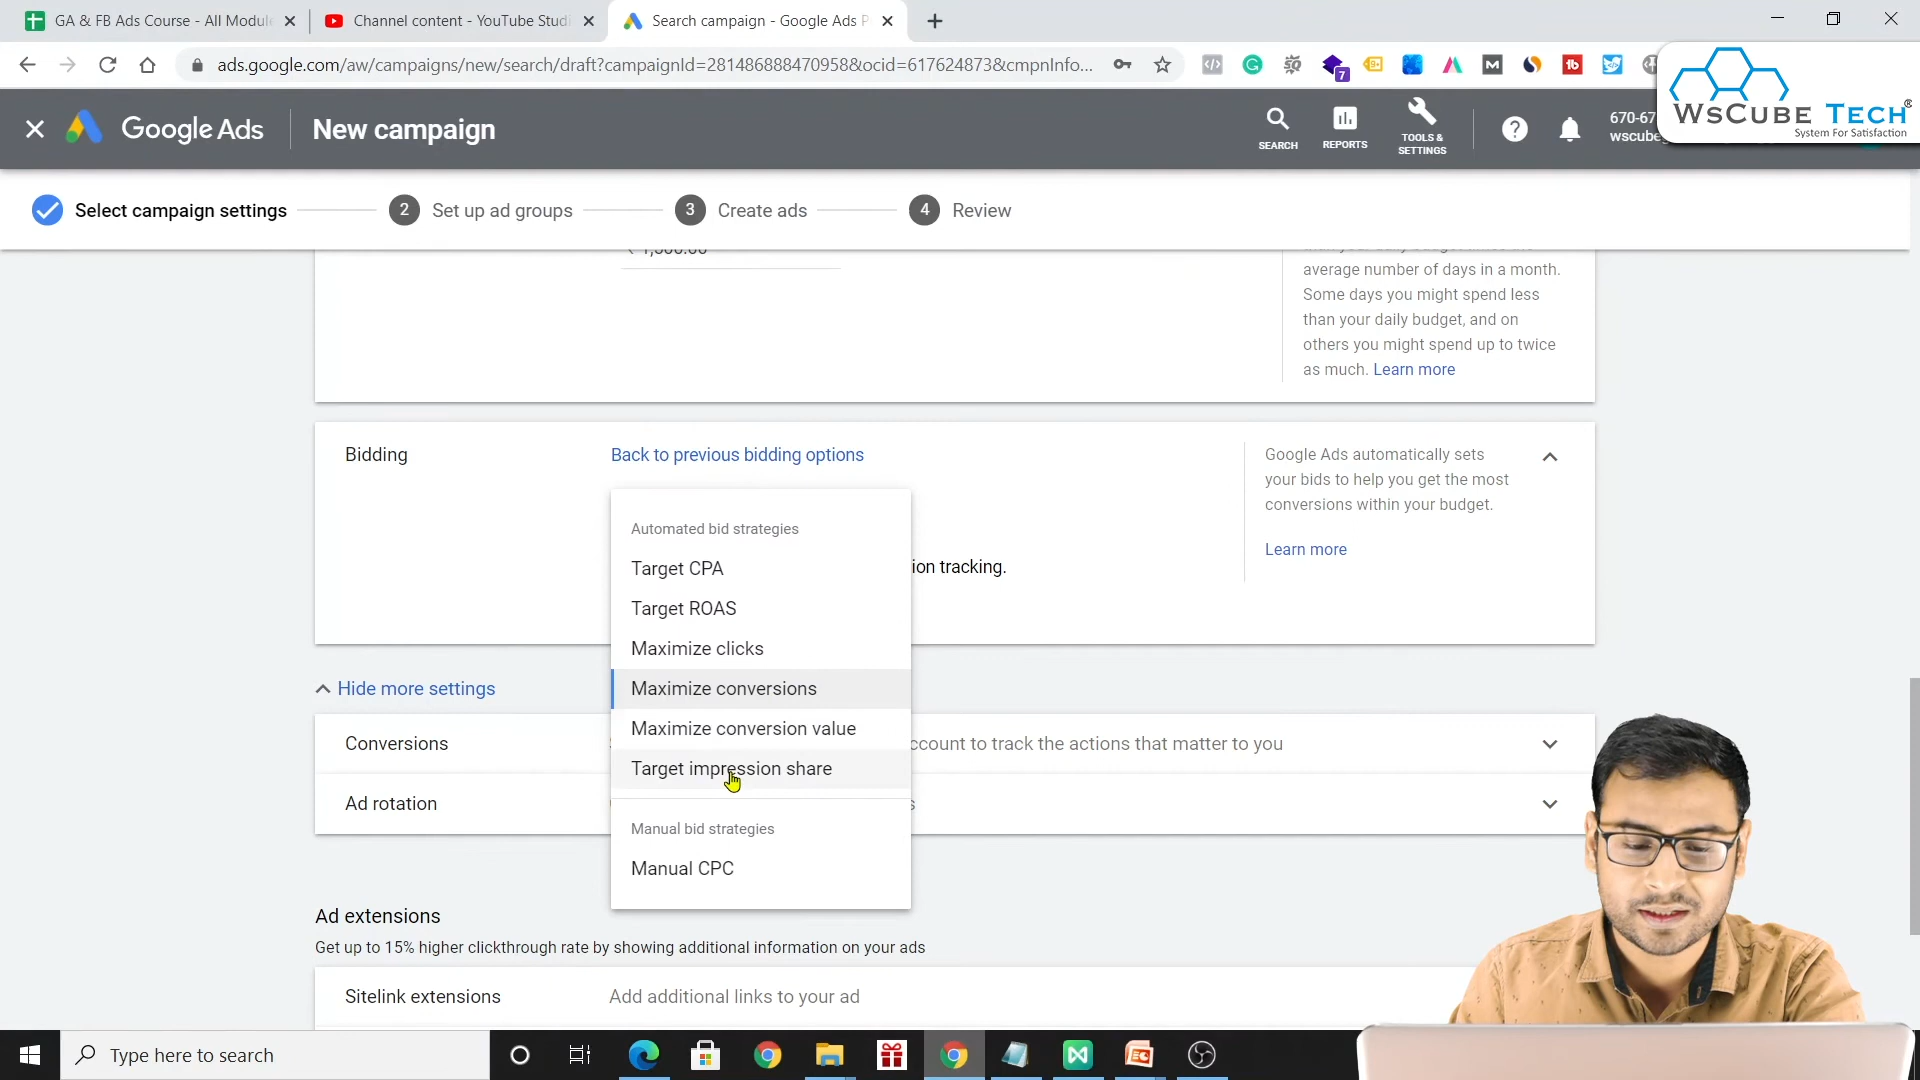 GA & FB Ads Course - All Module
Channel content - YouTube Studi
Search campaign - Google Ads P
ads.google.com/aw/campaigns/new/search/draft?campaignId=281486888470958&ocid=617624873&cmpnInfo...
WsCube Tech®
System For Satisfaction
Google Ads
New campaign
SEARCH
REPORTS
TOOLS &
SETTINGS
670-67
wscube
Select campaign settings
2 Set up ad groups
3 Create ads
4 Review
average number of days in a month.
Some days you might spend less
than your daily budget, and on
others you might spend up to twice
as much. Learn more
Bidding
Back to previous bidding options
Google Ads automatically sets
your bids to help you get the most
conversions within your budget.
Learn more
Automated bid strategies
Target CPA
ion tracking.
Target ROAS
Maximize clicks
Maximize conversions
Maximize conversion value
Target impression share
Manual bid strategies
Manual CPC
Hide more settings
Conversions
ccount to track the actions that matter to you
Ad rotation
s
Ad extensions
Get up to 15% higher clickthrough rate by showing additional information on your ads
Sitelink extensions
Add additional links to your ad
Type here to search